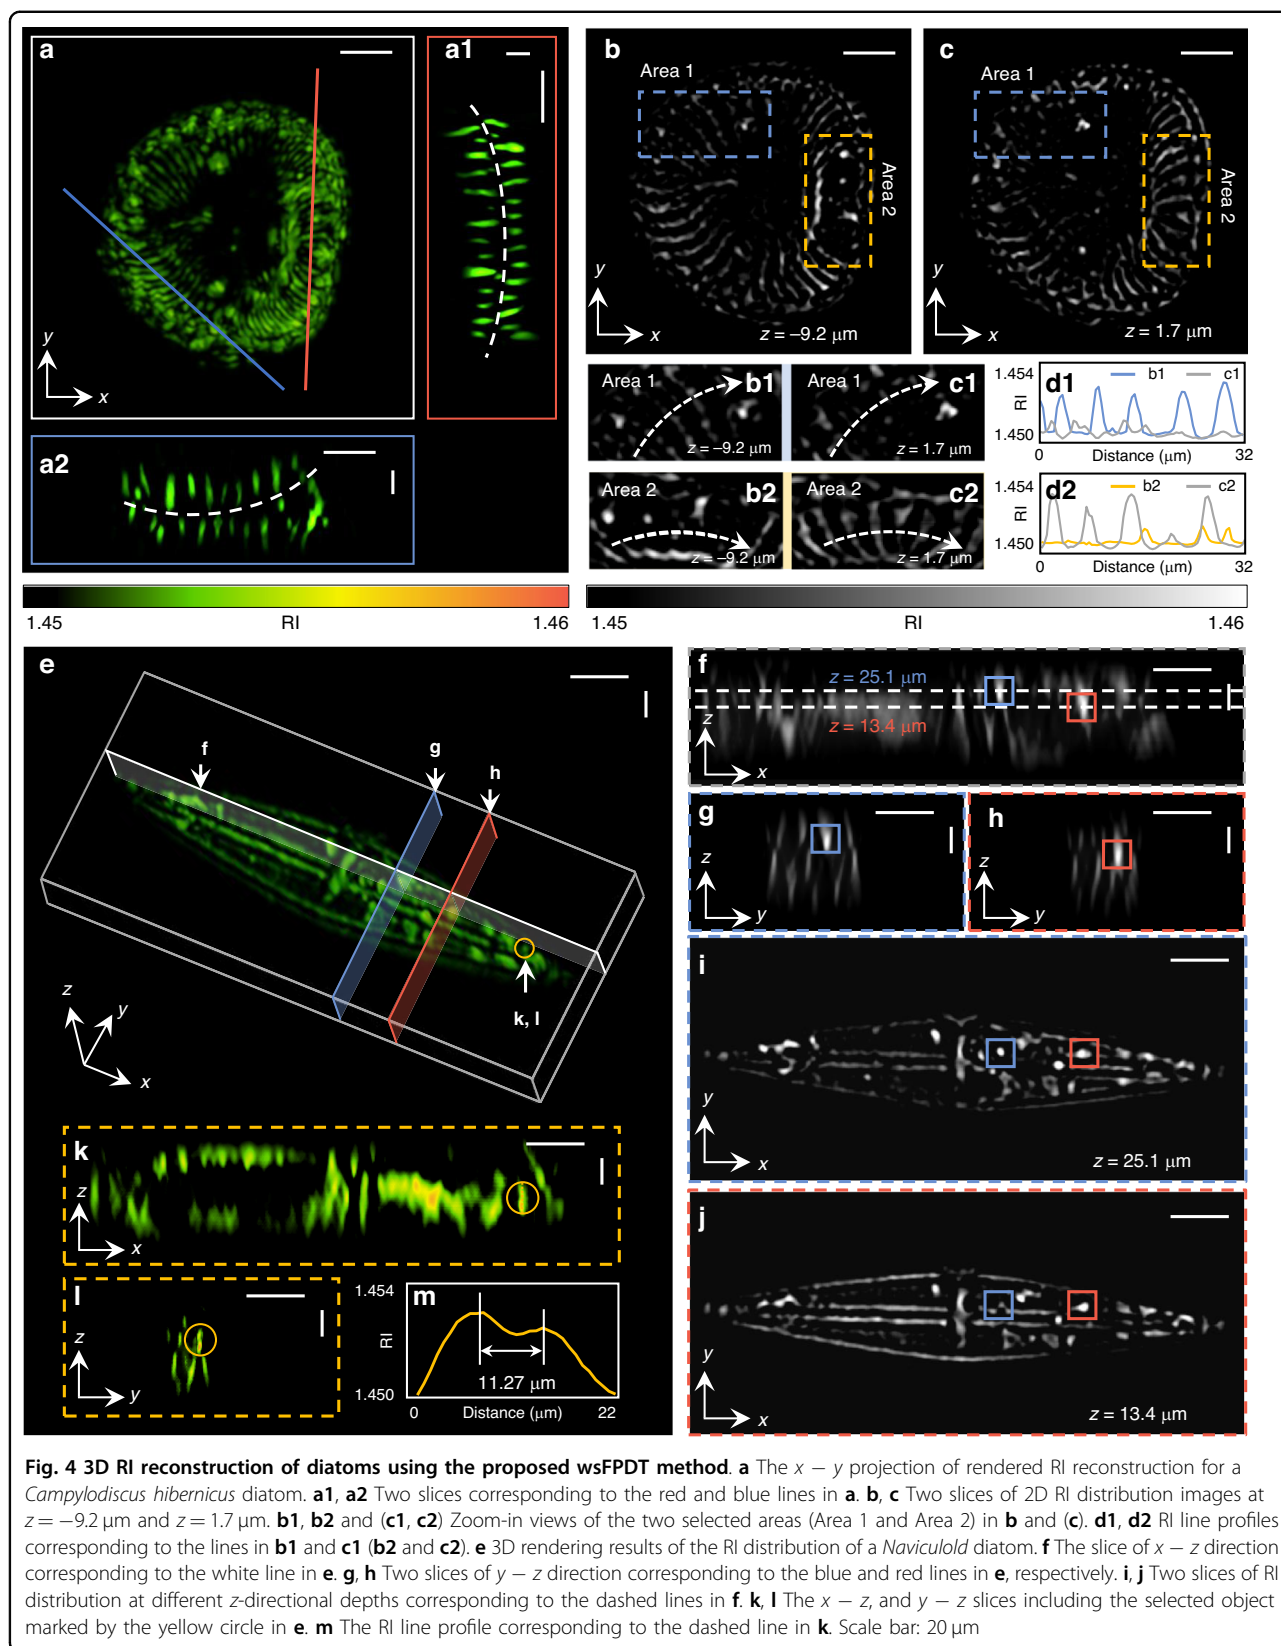 a
a1
y
x
a2
b
Area 1
Area 2
y
x
z = –9.2 µm
c
Area 1
Area 2
z = 1.7 µm
Area 1
b1
z = –9.2 µm
Area 1
c1
z = 1.7 µm
d1
b1
c1
1.454
RI
1.450
0
Distance (µm)
32
Area 2
b2
z = –9.2 µm
Area 2
c2
z = 1.7 µm
d2
b2
c2
1.454
RI
1.450
0
Distance (µm)
32
1.45
RI
1.46
1.45
RI
1.46
e
f
g
h
k, l
z
y
x
f
z = 25.1 µm
z = 13.4 µm
z
x
g
z
y
h
z
y
i
y
x
z = 25.1 µm
j
y
x
z = 13.4 µm
k
z
x
l
z
y
m
1.454
RI
1.450
11.27 µm
0
Distance (µm)
22
Fig. 4 3D RI reconstruction of diatoms using the proposed wsFPDT method. a The x − y projection of rendered RI reconstruction for a
Campylodiscus hibernicus diatom. a1, a2 Two slices corresponding to the red and blue lines in a. b, c Two slices of 2D RI distribution images at
z = −9.2 µm and z = 1.7 µm. b1, b2 and (c1, c2) Zoom-in views of the two selected areas (Area 1 and Area 2) in b and (c). d1, d2 RI line profiles
corresponding to the lines in b1 and c1 (b2 and c2). e 3D rendering results of the RI distribution of a Naviculold diatom. f The slice of x − z direction
corresponding to the white line in e. g, h Two slices of y − z direction corresponding to the blue and red lines in e, respectively. i, j Two slices of RI
distribution at different z-directional depths corresponding to the dashed lines in f. k, l The x − z, and y − z slices including the selected object
marked by the yellow circle in e. m The RI line profile corresponding to the dashed line in k. Scale bar: 20 µm